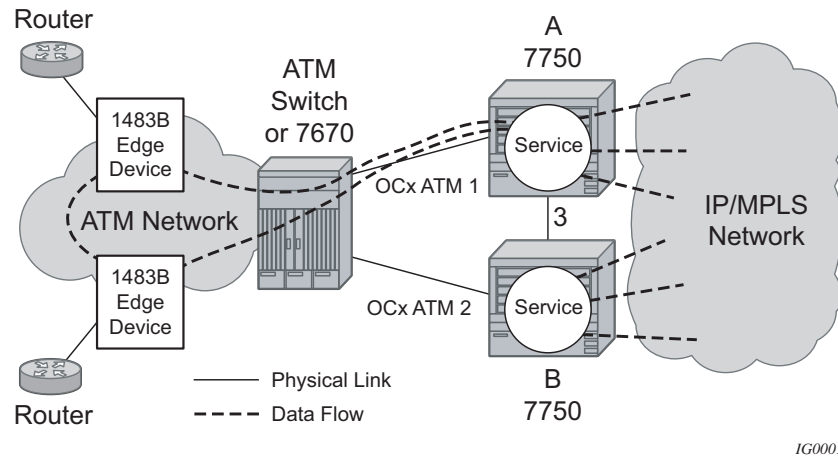 Router
A
7750
ATM
Switch
or 7670
1483B
Edge
Device
Service
OCx ATM 1
ATM Network
3
IP/MPLS
Network
1483B
Edge
Device
OCx ATM 2
Service
Physical Link
Data Flow
B
7750
Router